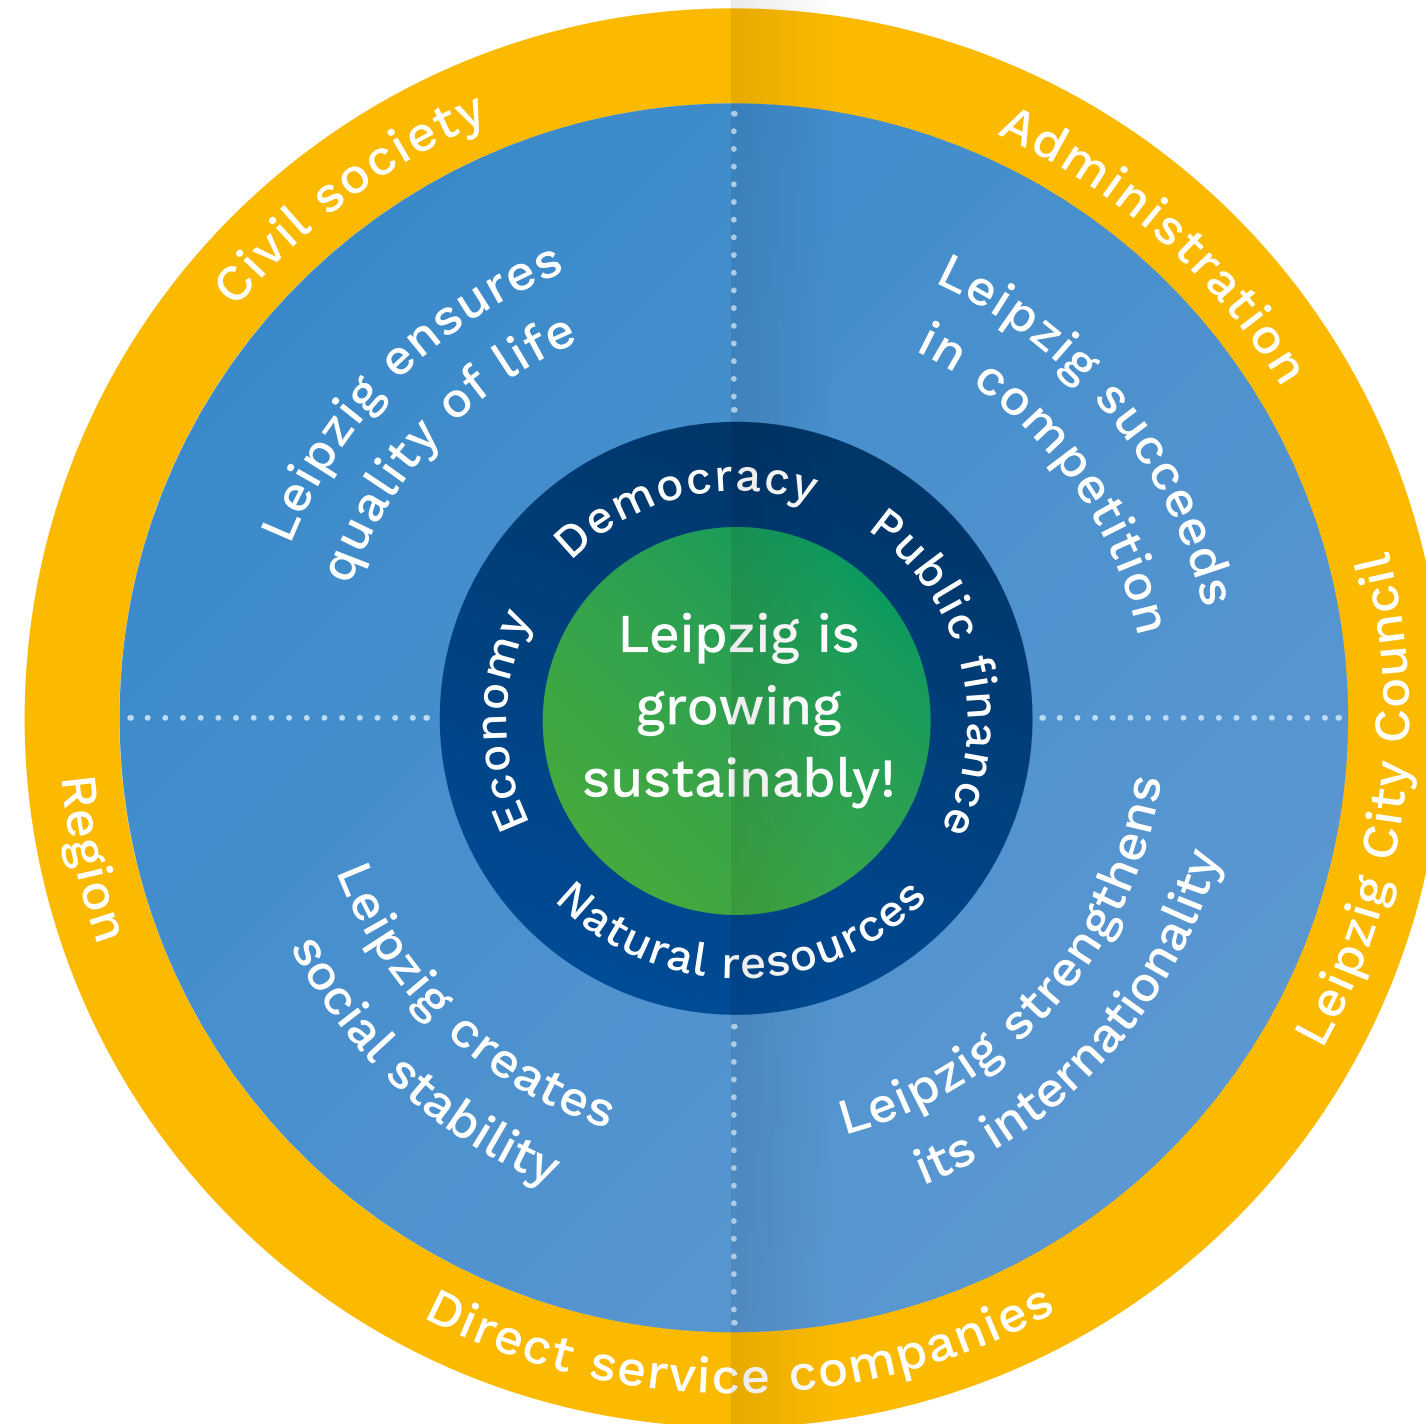 Civil society
Administration
Leipzig City Council
Direct service companies
Region
Leipzig ensures
quality of life
Leipzig succeeds
in competition
Leipzig strengthens
its internationality
Leipzig creates
social stability
Democracy
Public finance
Natural resources
Economy
Leipzig is
growing
sustainably!